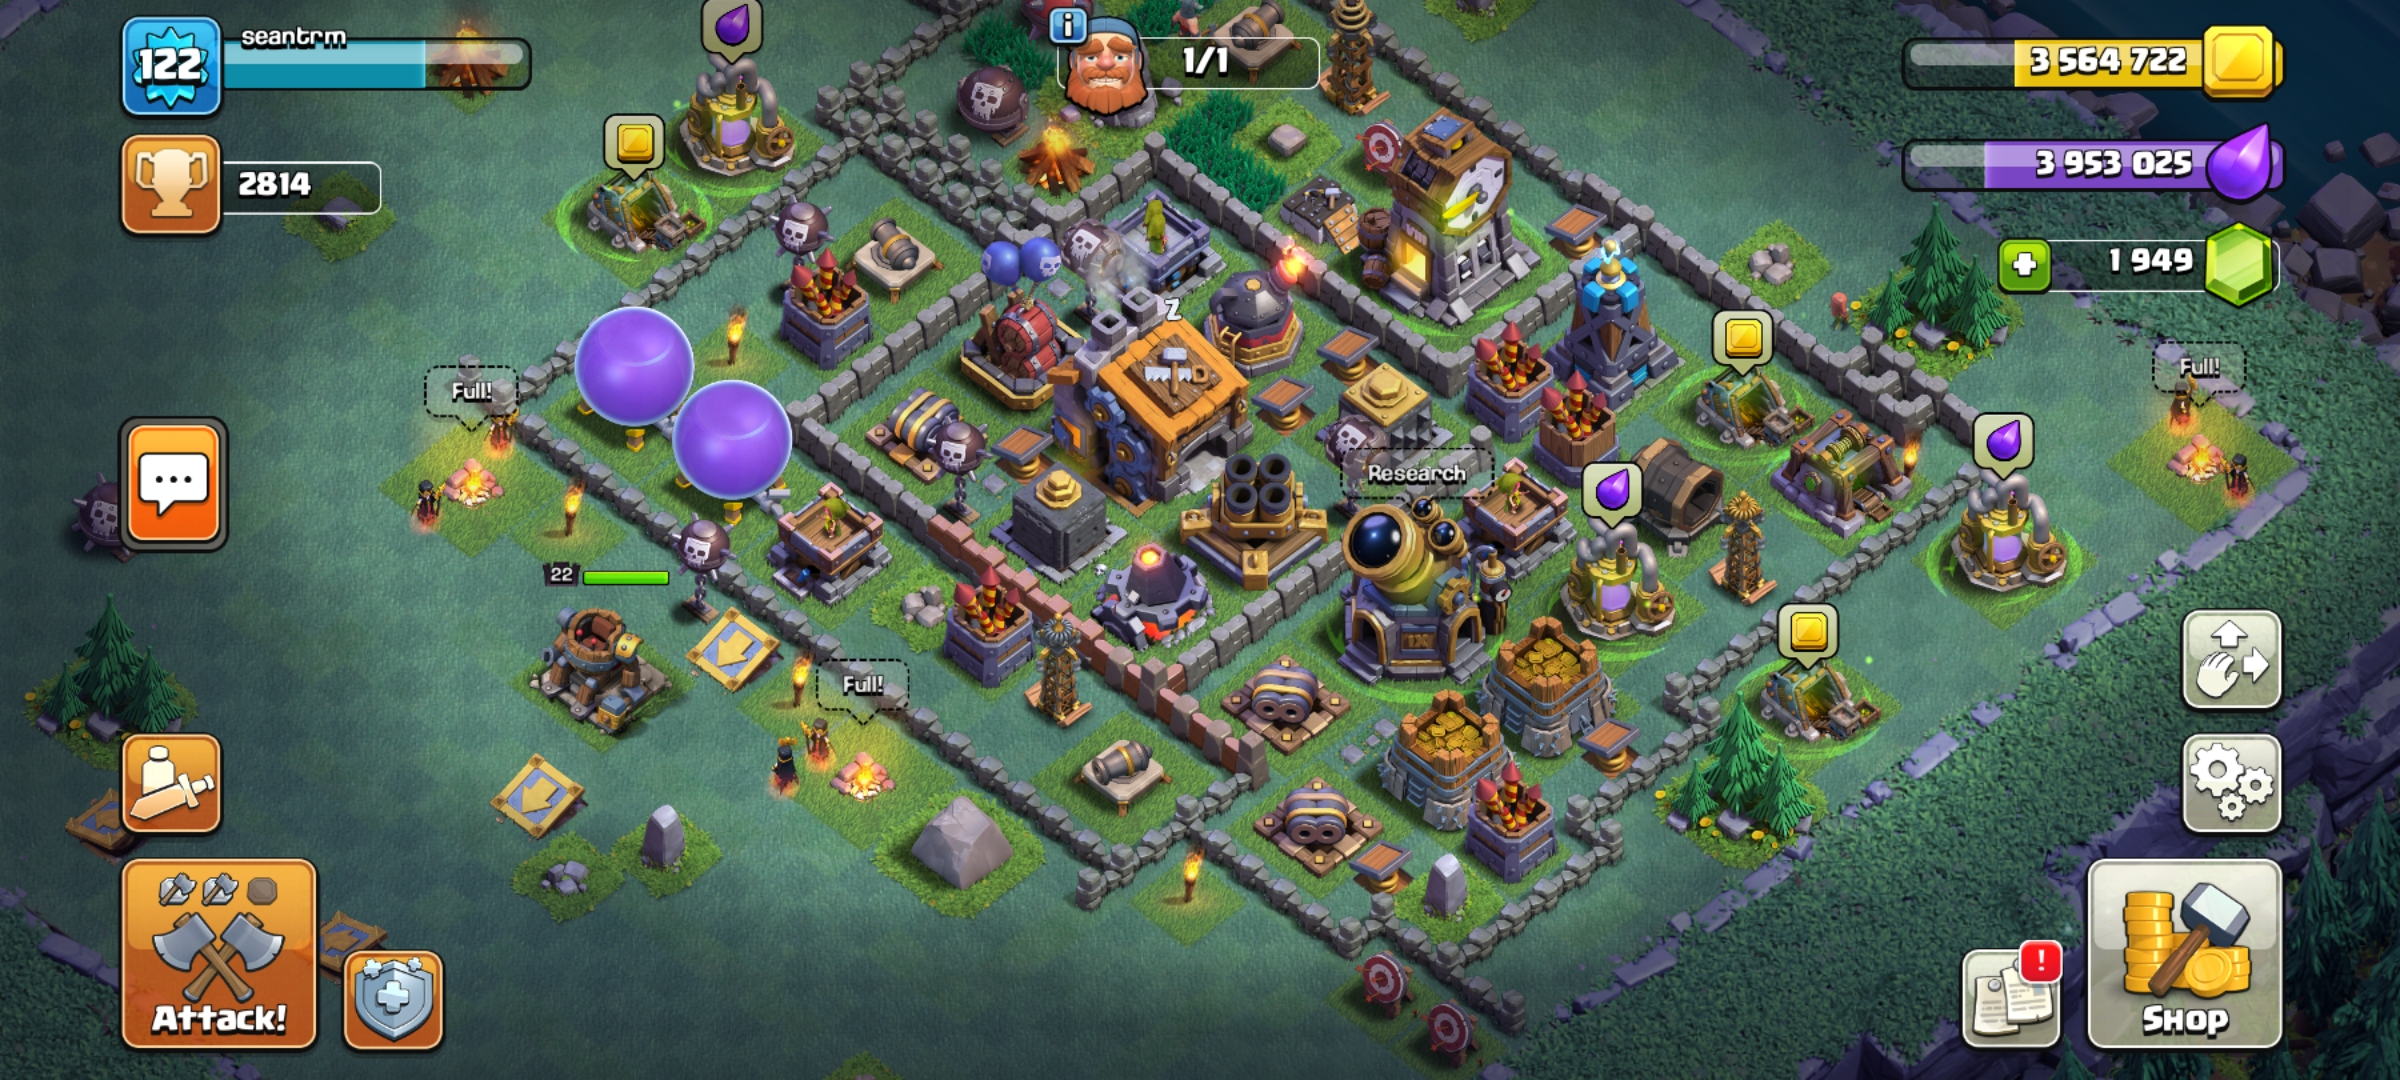 122
seantrm
1/1
3 564 722
2814
3 953 025
1 949
z
Full!
Full!
Research
22
Full!
Attack!
!
Shop